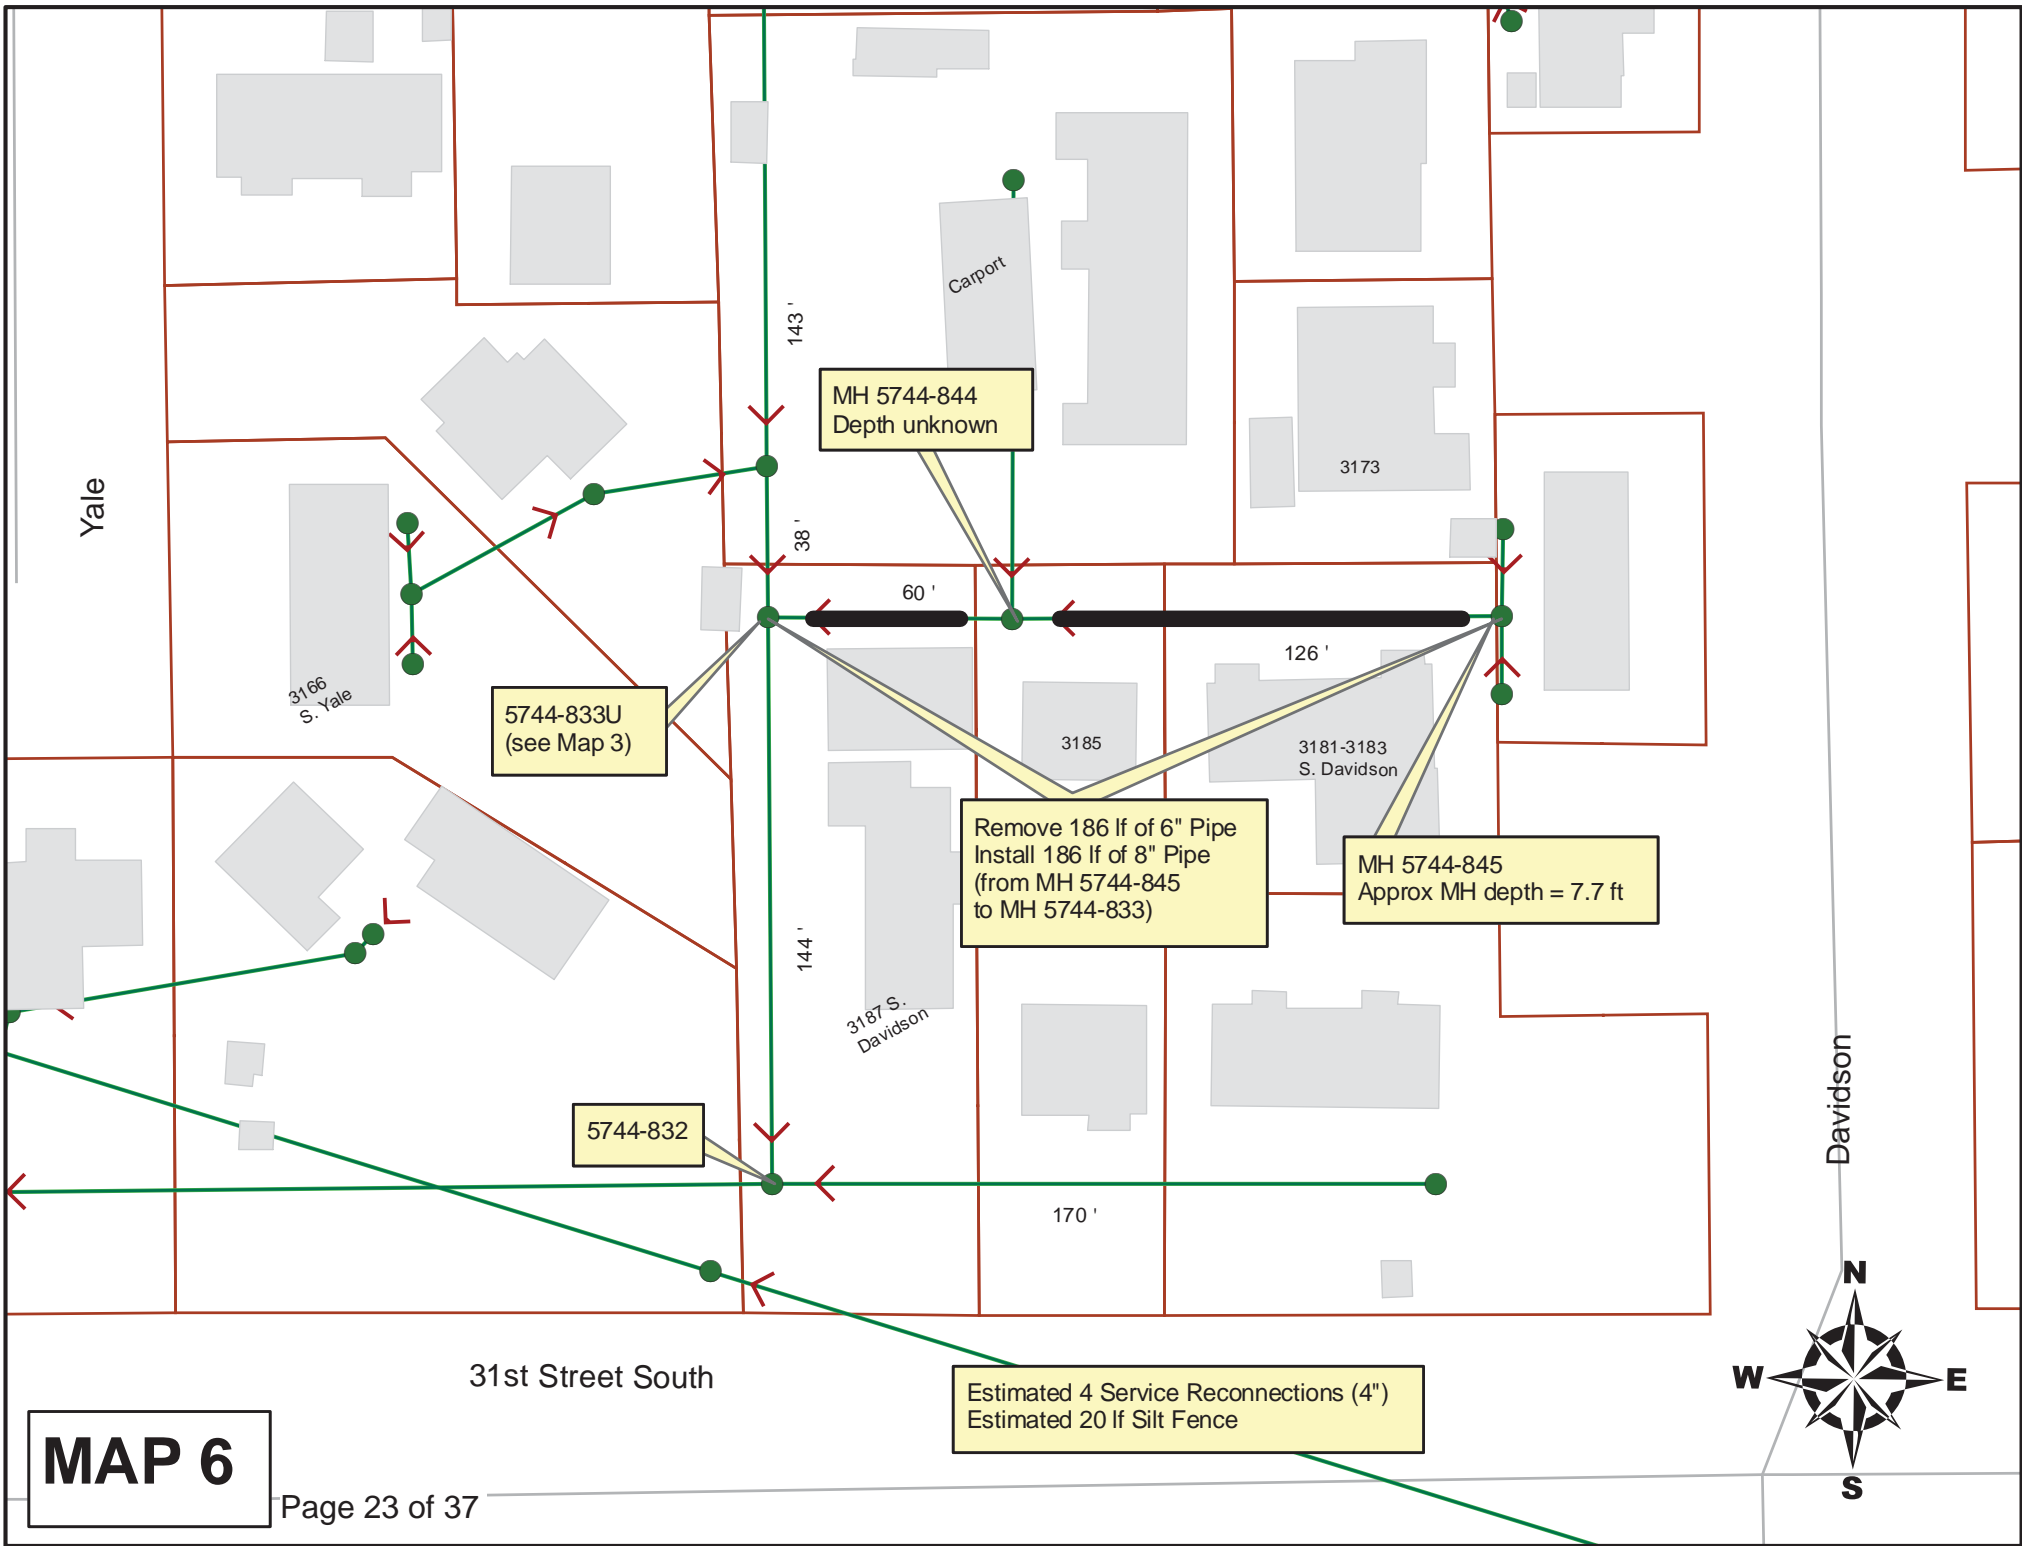 143 '
Carport
MH 5744-844
Depth unknown
Yale
38 '
3173
60 '
126 '
3166
S. Yale
5744-833U
(see Map 3)
3185
3181-3183
S. Davidson
Remove 186 lf of 6" Pipe
Install 186 lf of 8" Pipe
(from MH 5744-845
to MH 5744-833)
MH 5744-845
Approx MH depth = 7.7 ft
144 '
3187 S.
Davidson
Davidson
5744-832
170 '
N
W
E
S
31st Street South
Estimated 4 Service Reconnections (4")
Estimated 20 lf Silt Fence
MAP 6
Page 23 of 37